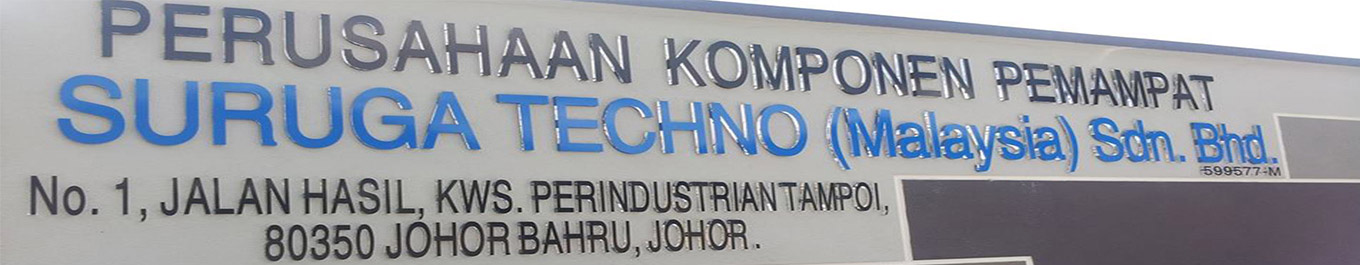 PERUSAHAAN KOMPONEN PEMAMPAT
SURUGA TECHNO (Malaysia) Sdn. Bhd.
599577-M
No. 1, JALAN HASIL, KWS. PERINDUSTRIAN TAMPOI,
80350 JOHOR BAHRU, JOHOR.